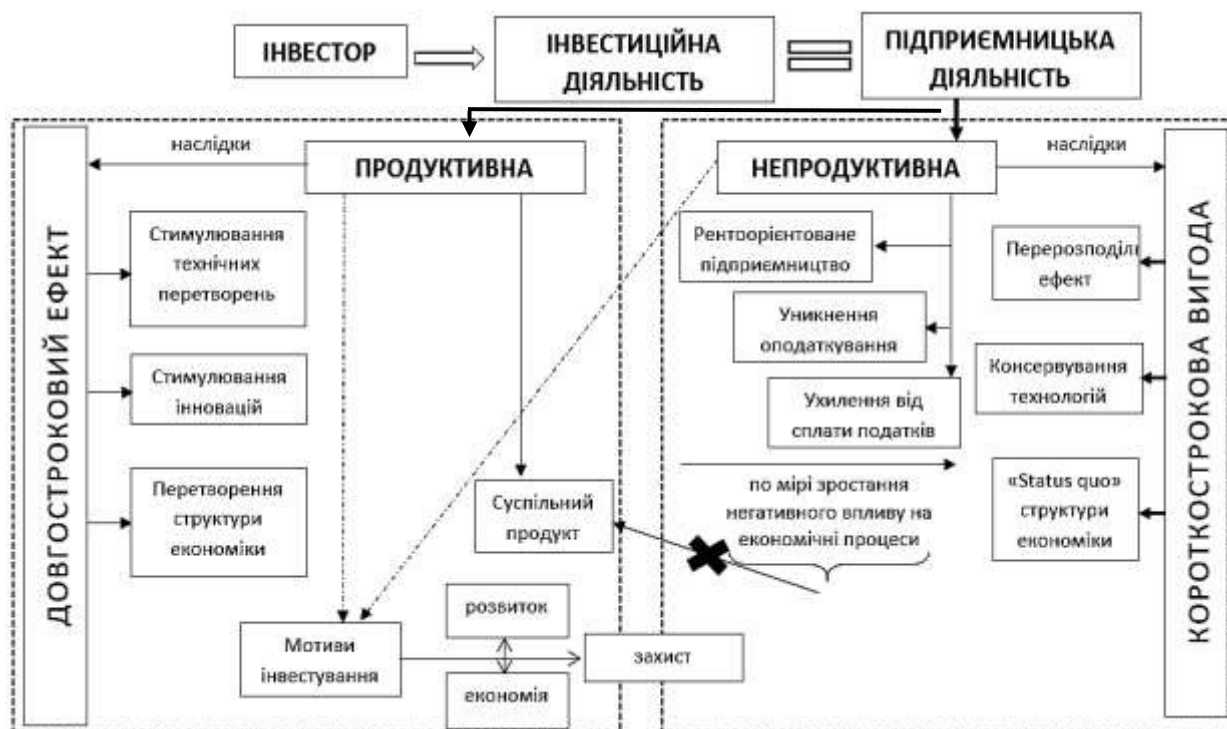 ІНВЕСТОР
ІНВЕСТИЦІЙНА
ДІЯЛЬНІСТЬ
ПІДПРИЄМНИЦЬКА
ДІЯЛЬНІСТЬ
наслідки
ПРОДУКТИВНА
НЕПРОДУКТИВНА
наслідки
ДОВГОСТРОКОВИЙ ЕФЕКТ
Стимулювання
технічних
перетворень
Стимулювання
інновацій
Перетворення
структури
економіки
Суспільний
продукт
Мотиви
інвестування
розвиток
економія
захист
Рентоорієнтоване
підприємництво
Уникнення
оподаткування
Ухилення від
сплати податків
по мірі зростання
негативного впливу на
економічні процеси
Перерозподіл
ефект
Консервування
технологій
«Status quo»
структури
економіки
КОРОТКОСТРОКОВА ВИГОДА